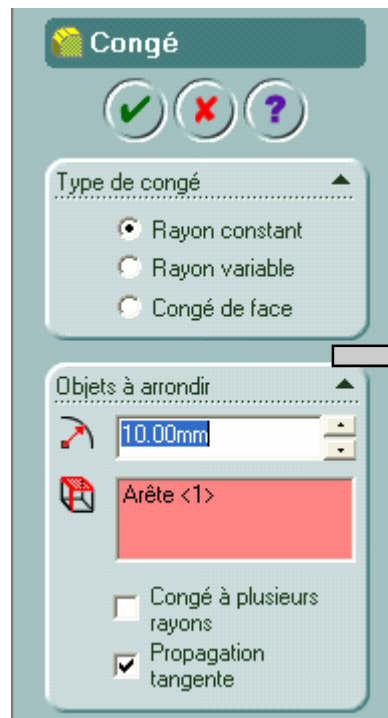 Congé
?
Type de congé
Rayon constant
Rayon variable
Congé de face
Objets à arrondir
10.00mm
Arête <1>
Congé à plusieurs
rayons
Propagation
tangente